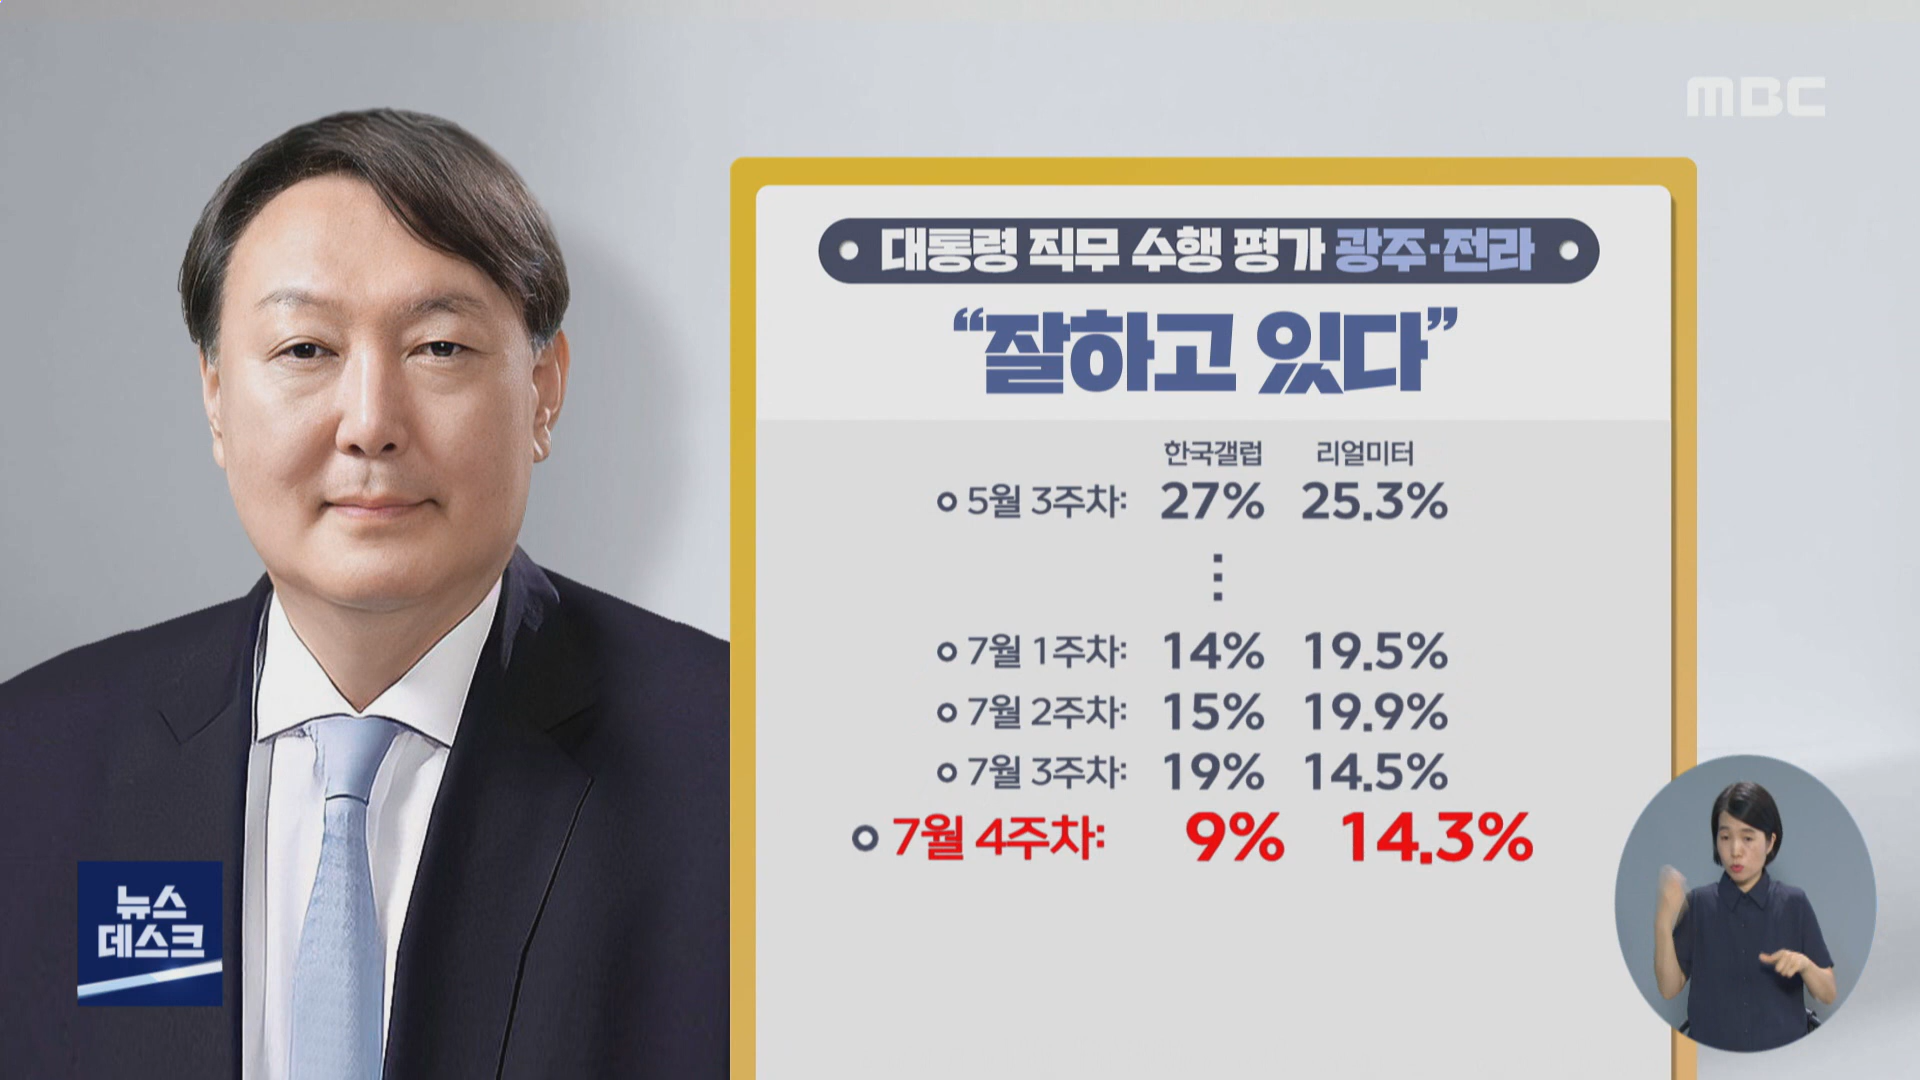 MBC
대통령 직무 수행 평가 광주·전라
“잘하고 있다”
한국갤럽 리얼미터
5월 3주차: 27% 25.3%
7월 1주차: 14% 19.5%
7월 2주차: 15% 19.9%
7월 3주차: 19% 14.5%
7월 4주차: 9% 14.3%
뉴스
데스크